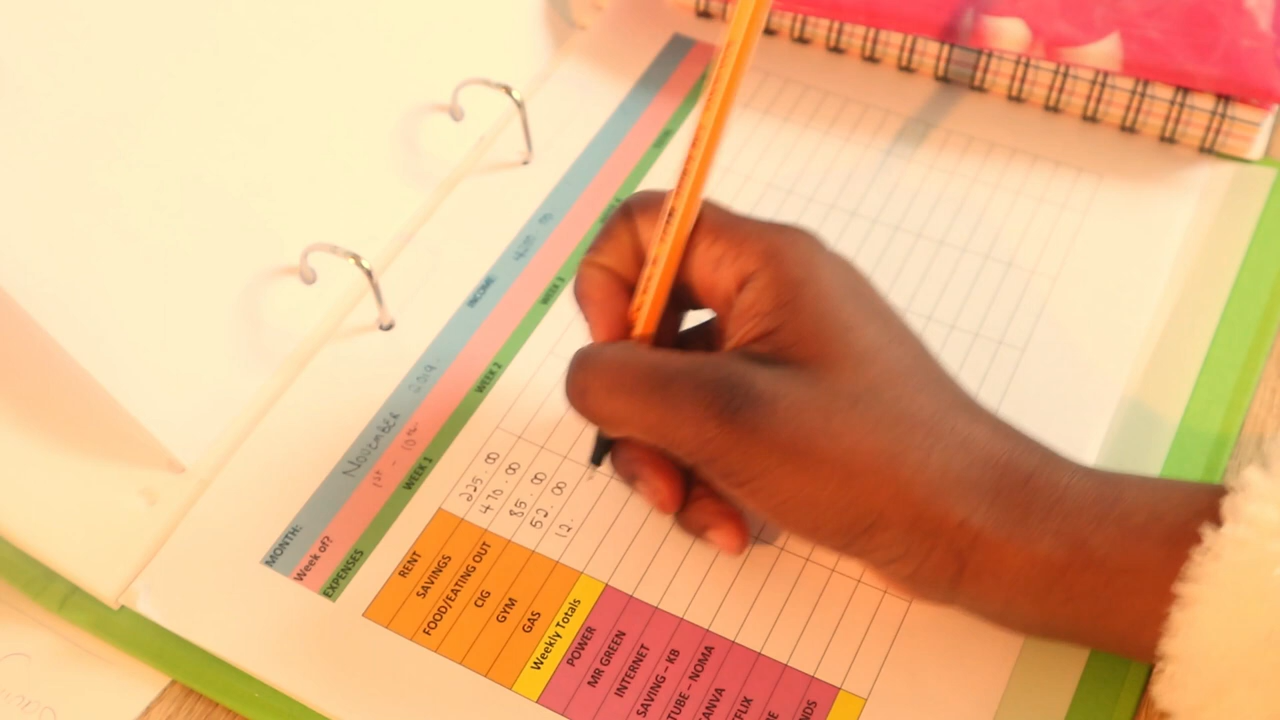 MONTH: NOVEMBER 2019. INCOME:
Week of? 1st - 10th
EXPENSES WEEK 1 WEEK 2 WEEK 3
RENT 225.00
SAVINGS 470.00
FOOD/EATING OUT 85.00
CIG 52.00
GYM 12.
GAS
Weekly Totals
POWER
MR GREEN
INTERNET
SAVING – KB
TUBE – NOMA